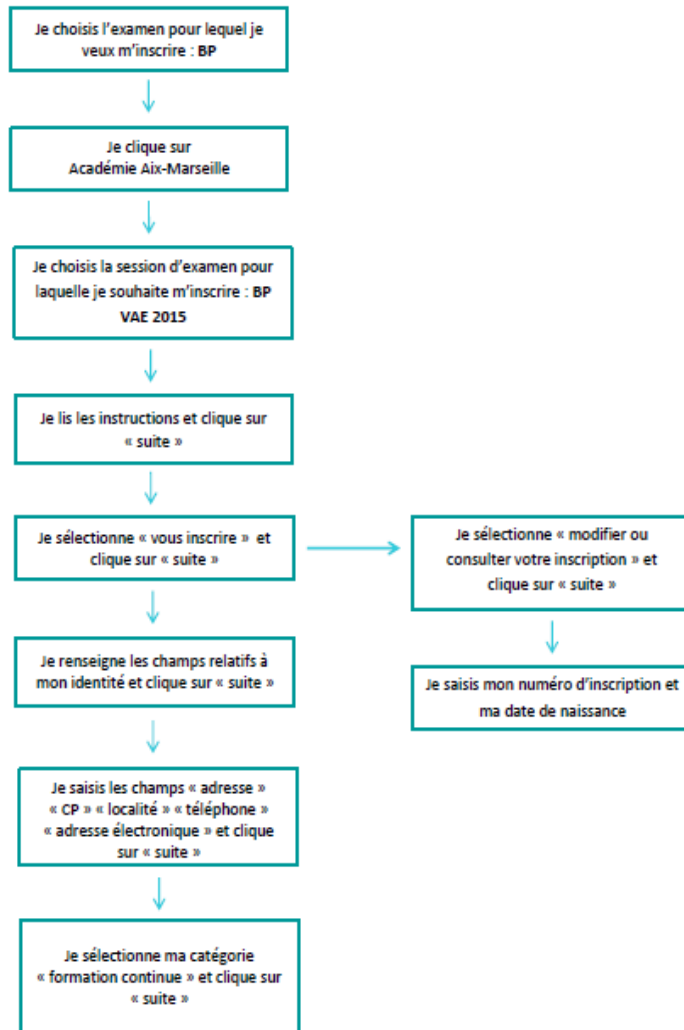 Je choisis l'examen pour lequel je
veux m'inscrire : BP
Je clique sur
Académie Aix-Marseille
Je choisis la session d'examen pour
laquelle je souhaite m'inscrire : BP
VAE 2015
Je lis les instructions et clique sur
« suite »
Je sélectionne « vous inscrire » et
clique sur « suite »
Je sélectionne « modifier ou
consulter votre inscription » et
clique sur « suite »
Je renseigne les champs relatifs à
mon identité et clique sur « suite »
Je saisis mon numéro d'inscription et
ma date de naissance
Je saisis les champs « adresse »
« CP » « localité » « téléphone »
« adresse électronique » et clique
sur « suite »
Je sélectionne ma catégorie
« formation continue » et clique sur
« suite »